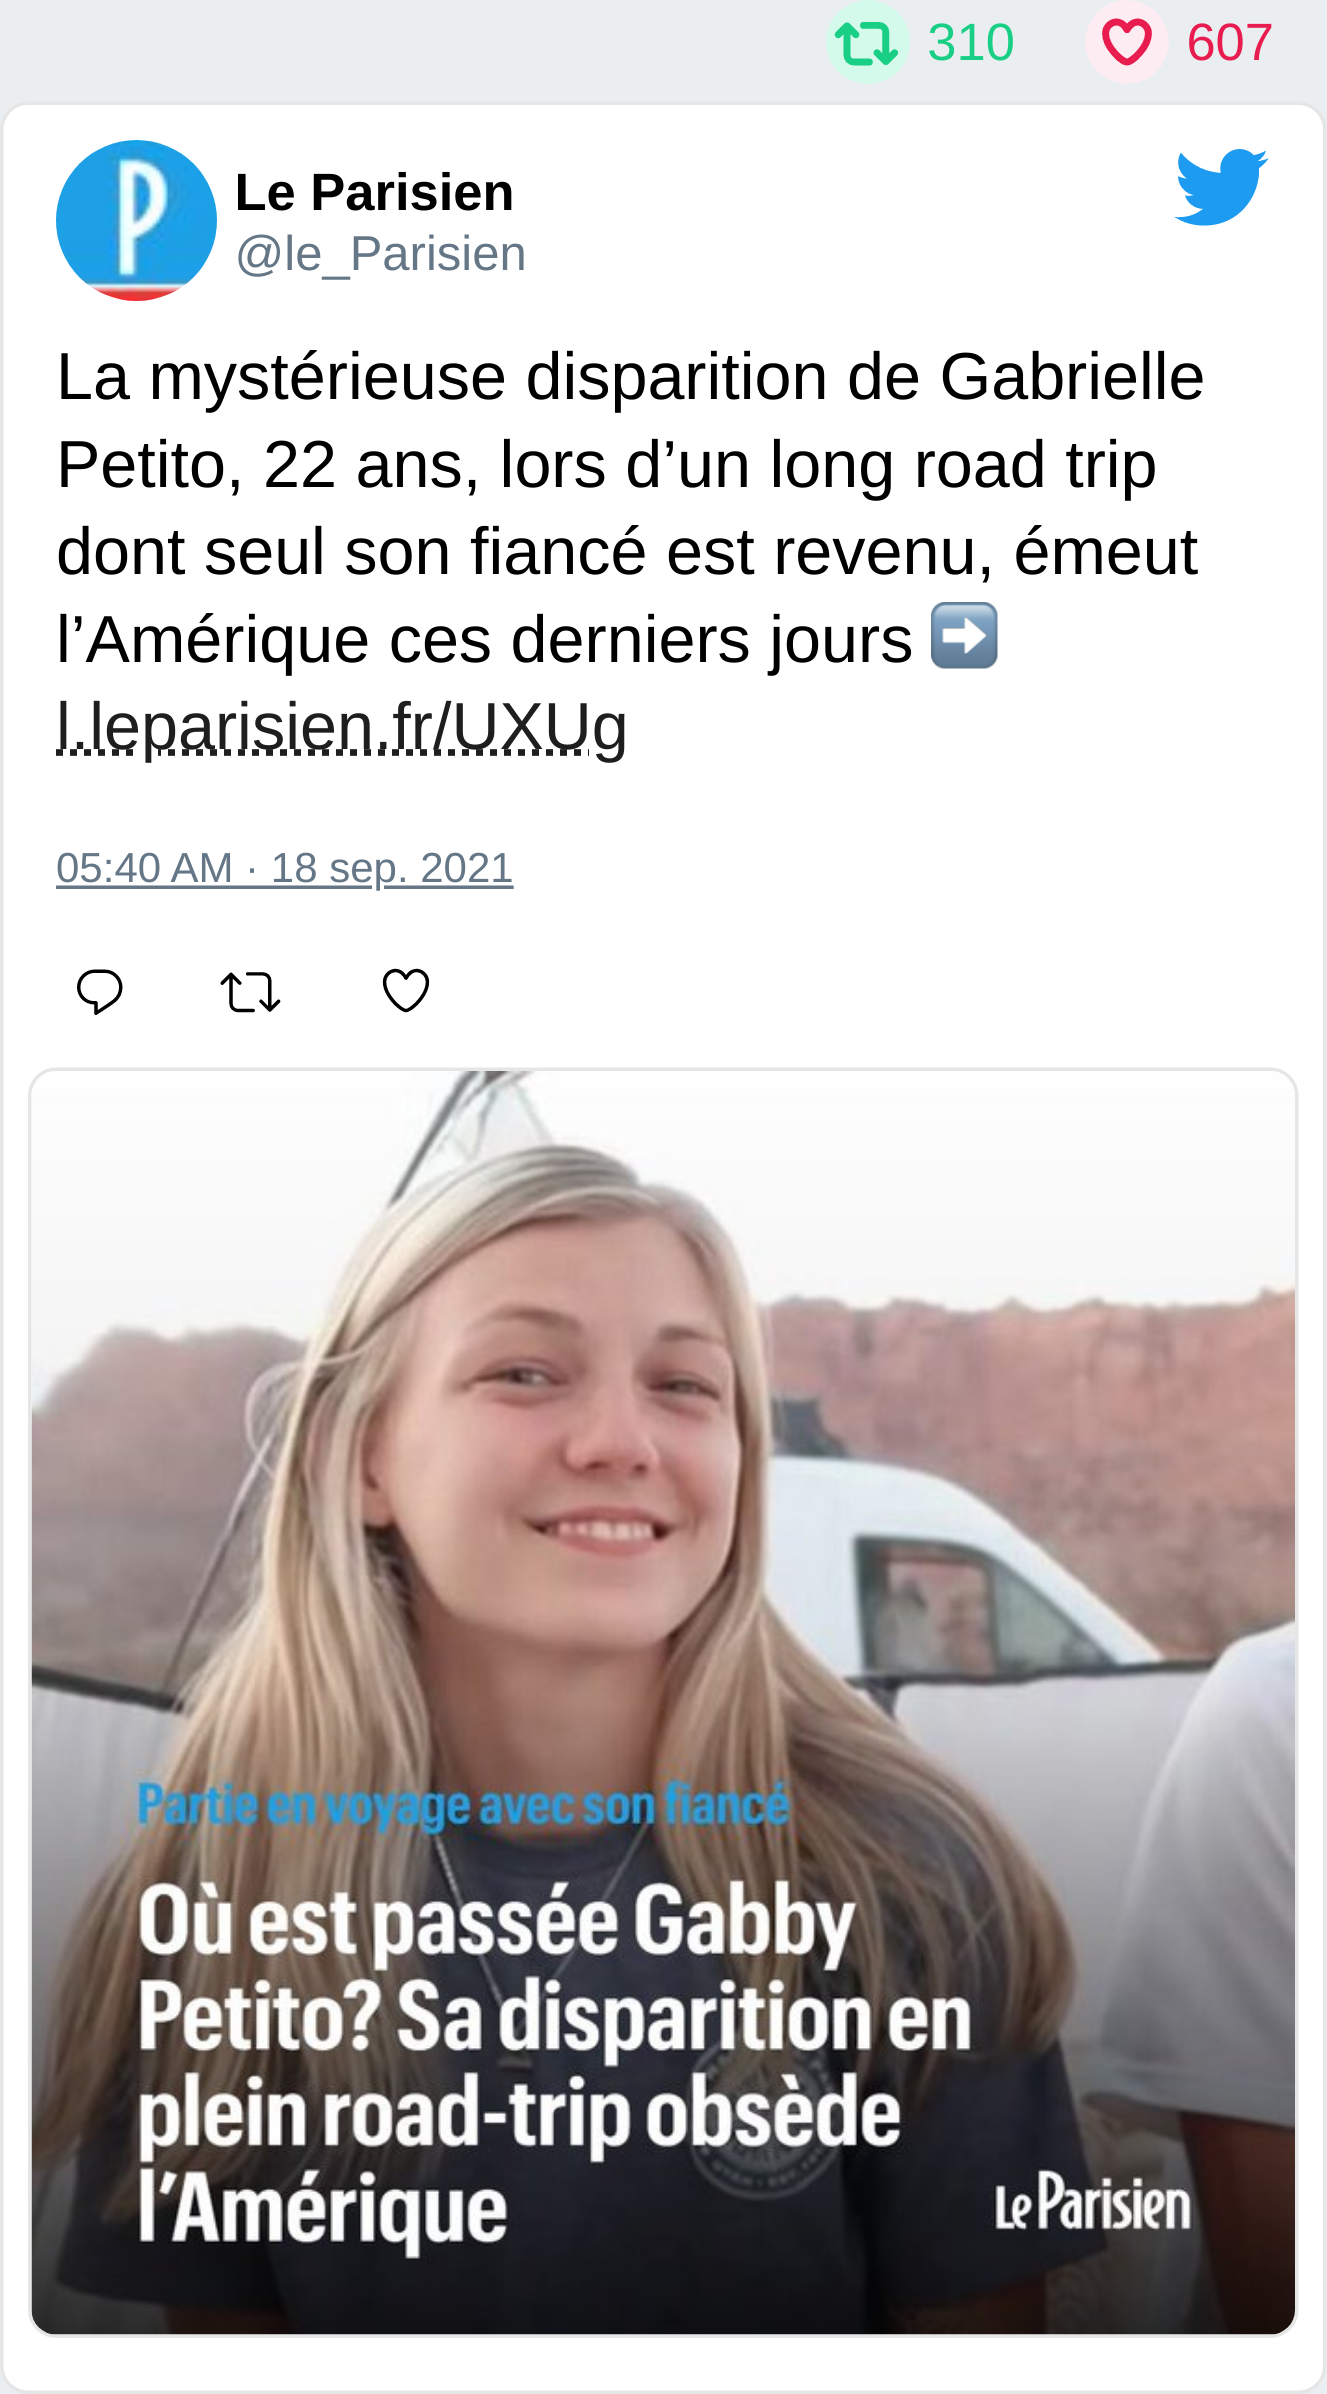 310 607
Le Parisien
@le_Parisien
La mystérieuse disparition de Gabrielle
Petito, 22 ans, lors d’un long road trip
dont seul son fiancé est revenu, émeut
l’Amérique ces derniers jours ➡️
l.leparisien.fr/UXUg
05:40 AM · 18 sep. 2021
Partie en voyage avec son fiancé
Où est passée Gabby
Petito? Sa disparition en
plein road-trip obsède
l’Amérique
Le Parisien